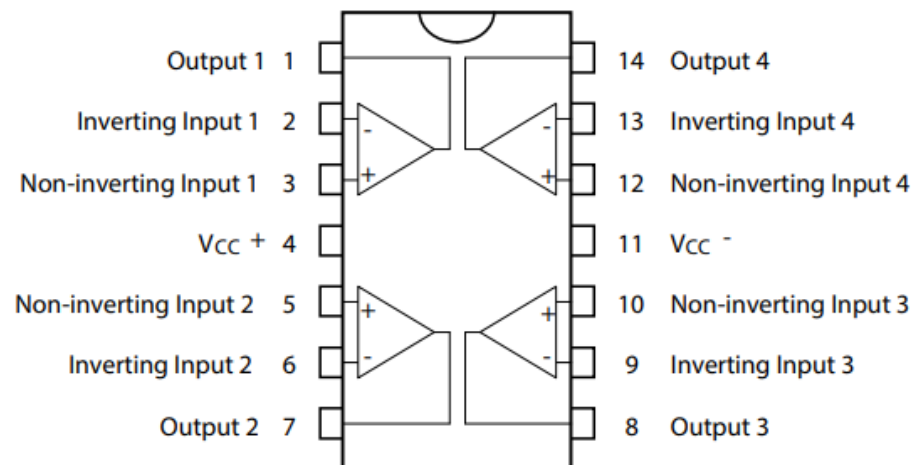 Output 1 1
14 Output 4
Inverting Input 1 2
13 Inverting Input 4
Non-inverting Input 1 3
12 Non-inverting Input 4
VCC + 4
11 VCC -
Non-inverting Input 2 5
10 Non-inverting Input 3
Inverting Input 2 6
9 Inverting Input 3
Output 2 7
8 Output 3
-
+
-
+
+
-
+
-